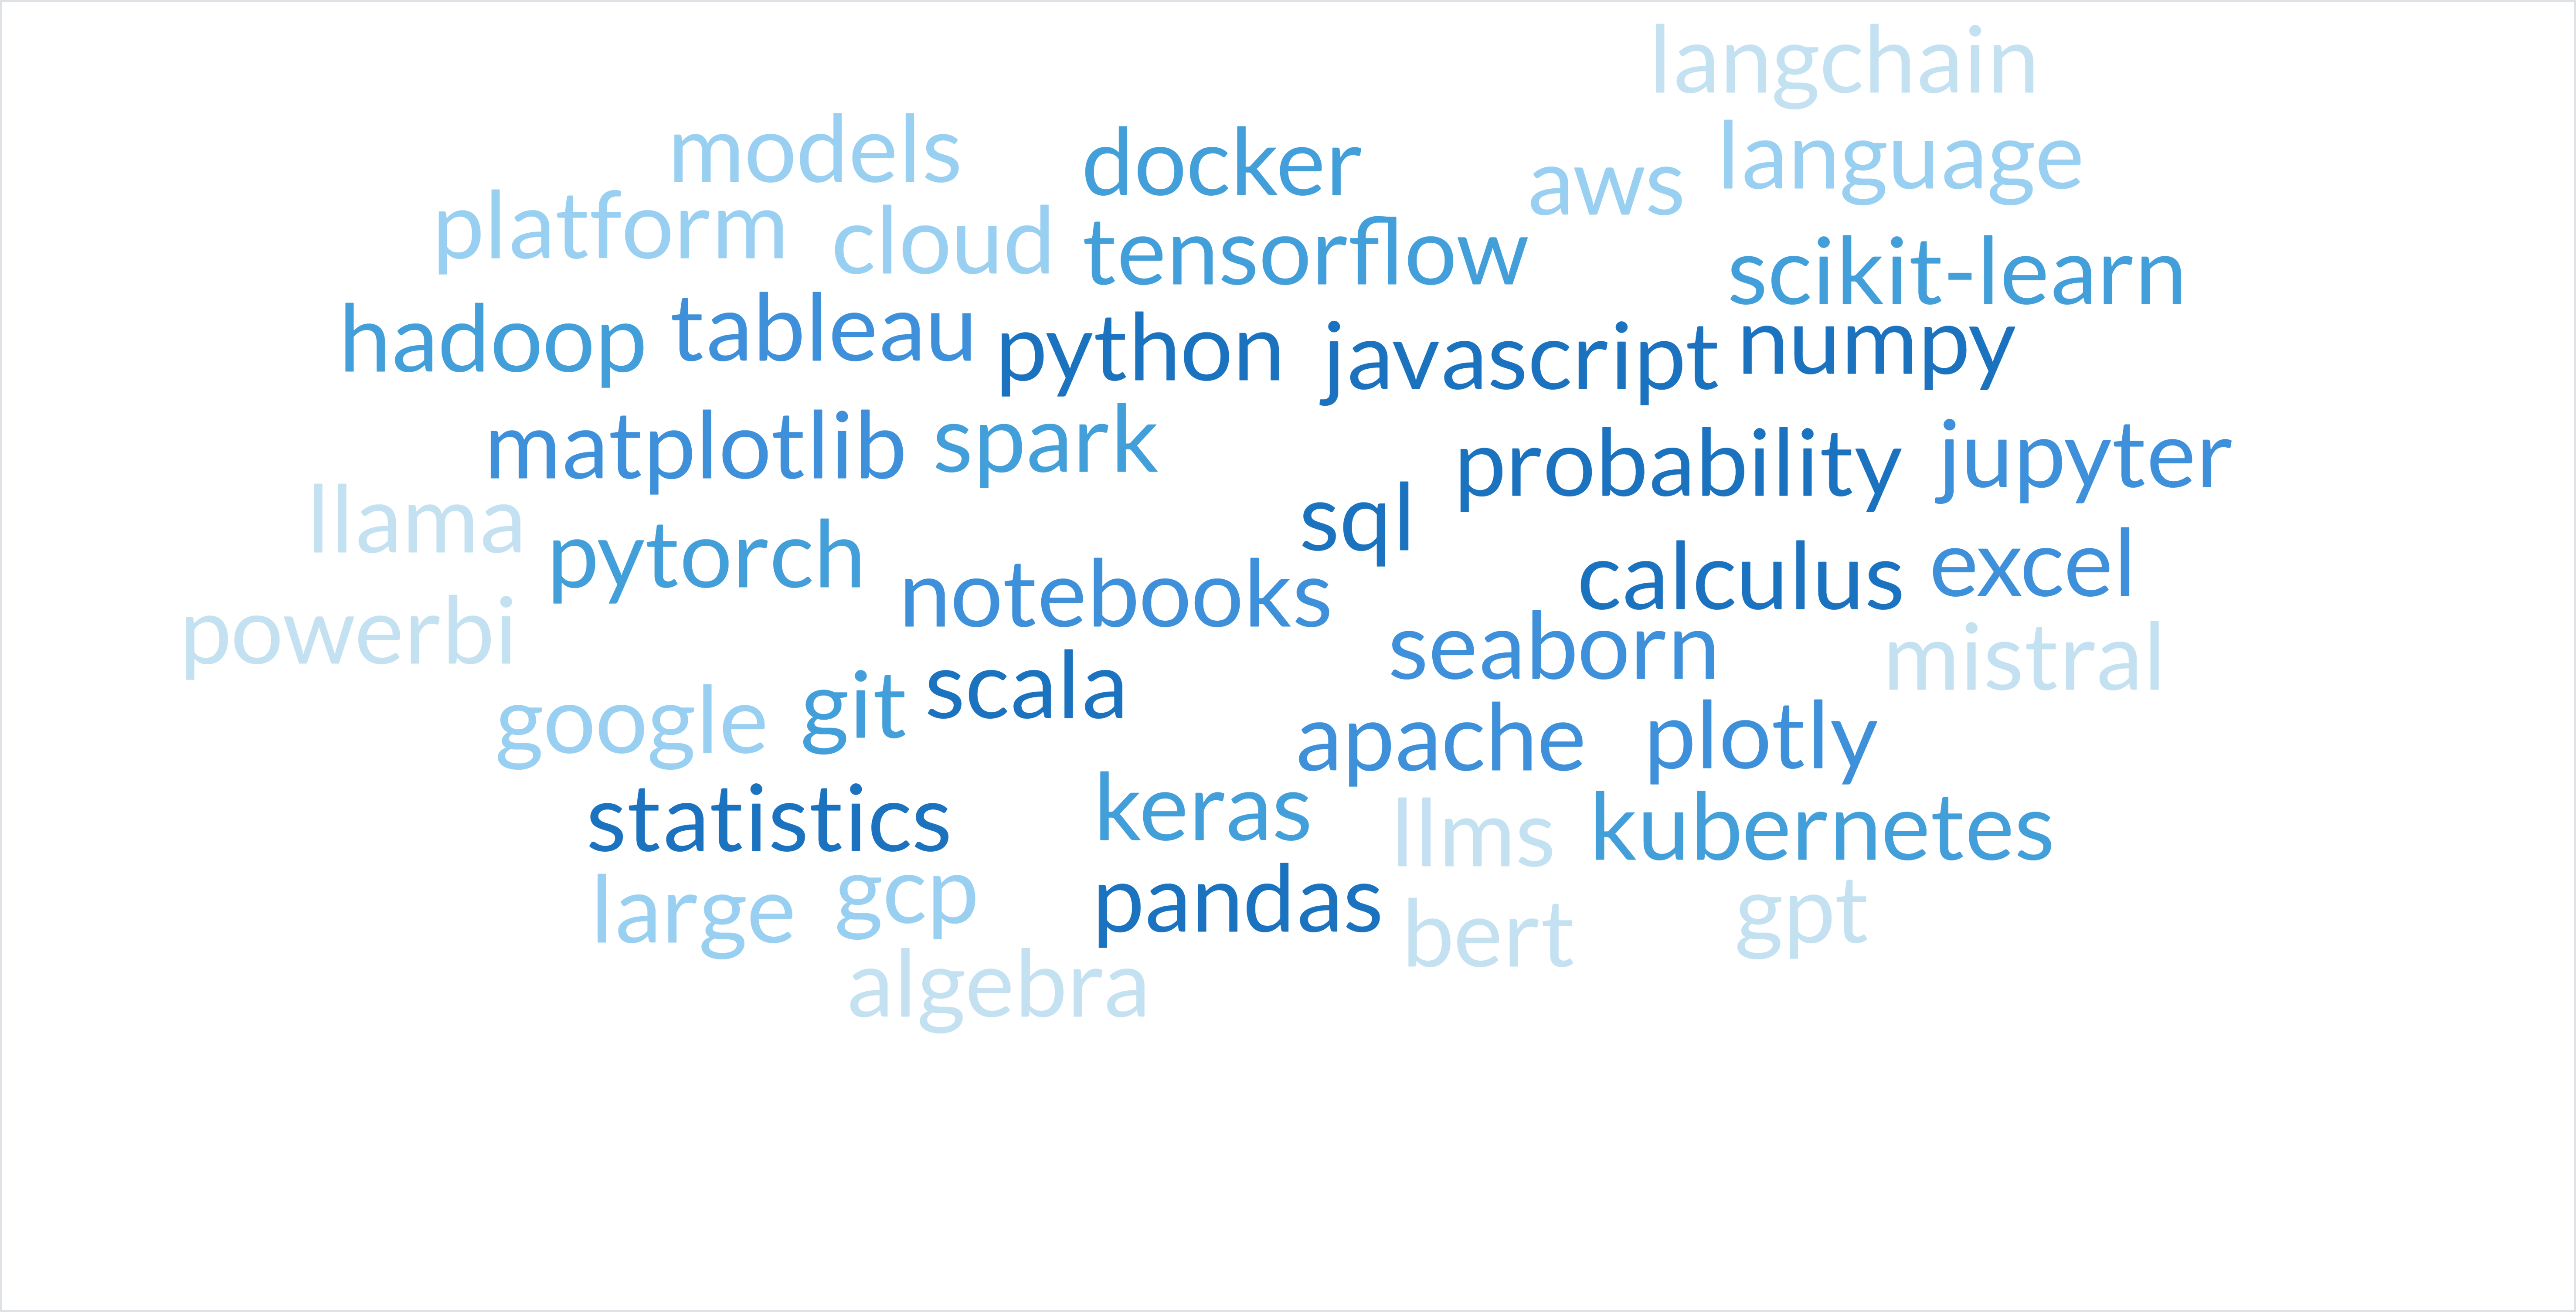 langchain
models docker aws language
platform cloud tensorflow scikit-learn
hadoop tableau python javascript numpy
matplotlib spark probability jupyter
llama pytorch sql calculus excel
powerbi notebooks seaborn mistral
google git scala apache plotly
statistics keras llms kubernetes
large gcp pandas bert gpt
algebra